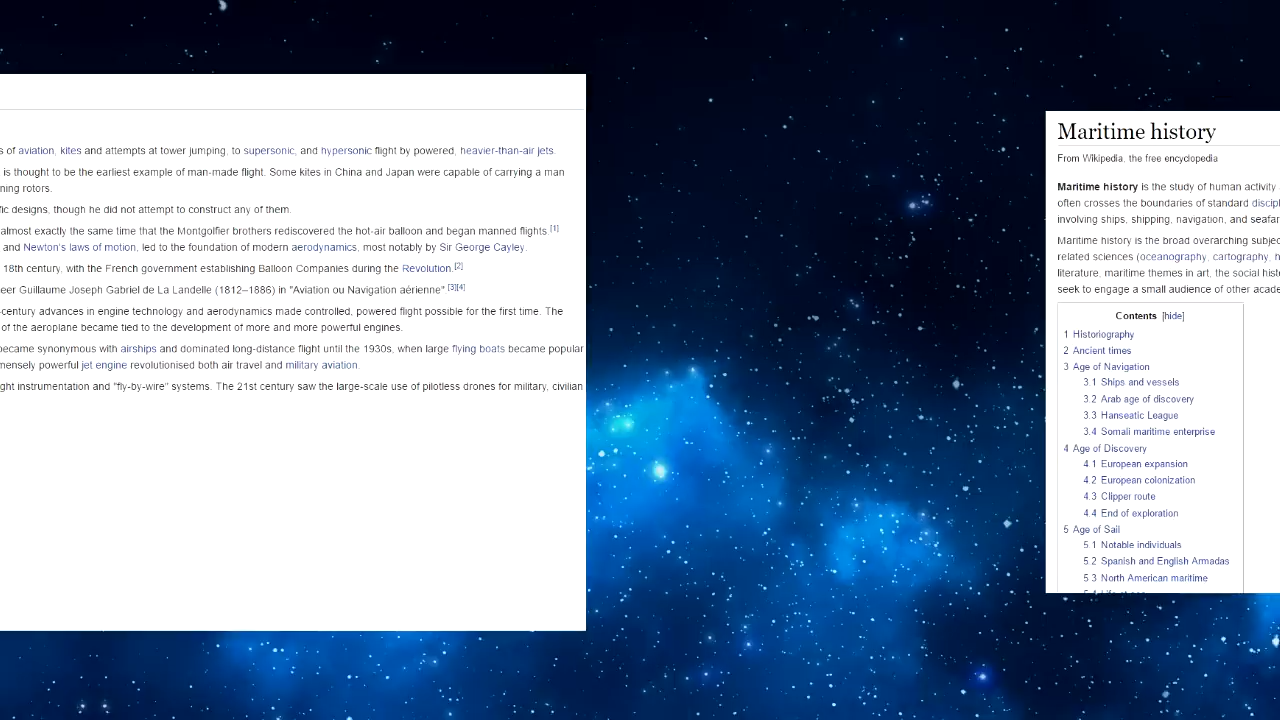 s of aviation, kites and attempts at tower jumping, to supersonic, and hypersonic flight by powered, heavier-than-air jets.
is thought to be the earliest example of man-made flight. Some kites in China and Japan were capable of carrying a man
ning rotors.
fic designs, though he did not attempt to construct any of them.
almost exactly the same time that the Montgolfier brothers rediscovered the hot-air balloon and began manned flights.[1]
and Newton's laws of motion, led to the foundation of modern aerodynamics, most notably by Sir George Cayley.
18th century, with the French government establishing Balloon Companies during the Revolution.[2]
eer Guillaume Joseph Gabriel de La Landelle (1812–1886) in "Aviation ou Navigation aérienne".[3][4]
-century advances in engine technology and aerodynamics made controlled, powered flight possible for the first time. The
of the aeroplane became tied to the development of more and more powerful engines.
became synonymous with airships and dominated long-distance flight until the 1930s, when large flying boats became popular
mensely powerful jet engine revolutionised both air travel and military aviation.
ght instrumentation and "fly-by-wire" systems. The 21st century saw the large-scale use of pilotless drones for military, civilian
Maritime history
From Wikipedia, the free encyclopedia
Maritime history is the study of human activity
often crosses the boundaries of standard discipl
involving ships, shipping, navigation, and seafar
Maritime history is the broad overarching subjec
related sciences (oceanography, cartography, h
literature, maritime themes in art, the social hist
seek to engage a small audience of other acade
Contents [hide]
1 Historiography
2 Ancient times
3 Age of Navigation
3.1 Ships and vessels
3.2 Arab age of discovery
3.3 Hanseatic League
3.4 Somali maritime enterprise
4 Age of Discovery
4.1 European expansion
4.2 European colonization
4.3 Clipper route
4.4 End of exploration
5 Age of Sail
5.1 Notable individuals
5.2 Spanish and English Armadas
5.3 North American maritime